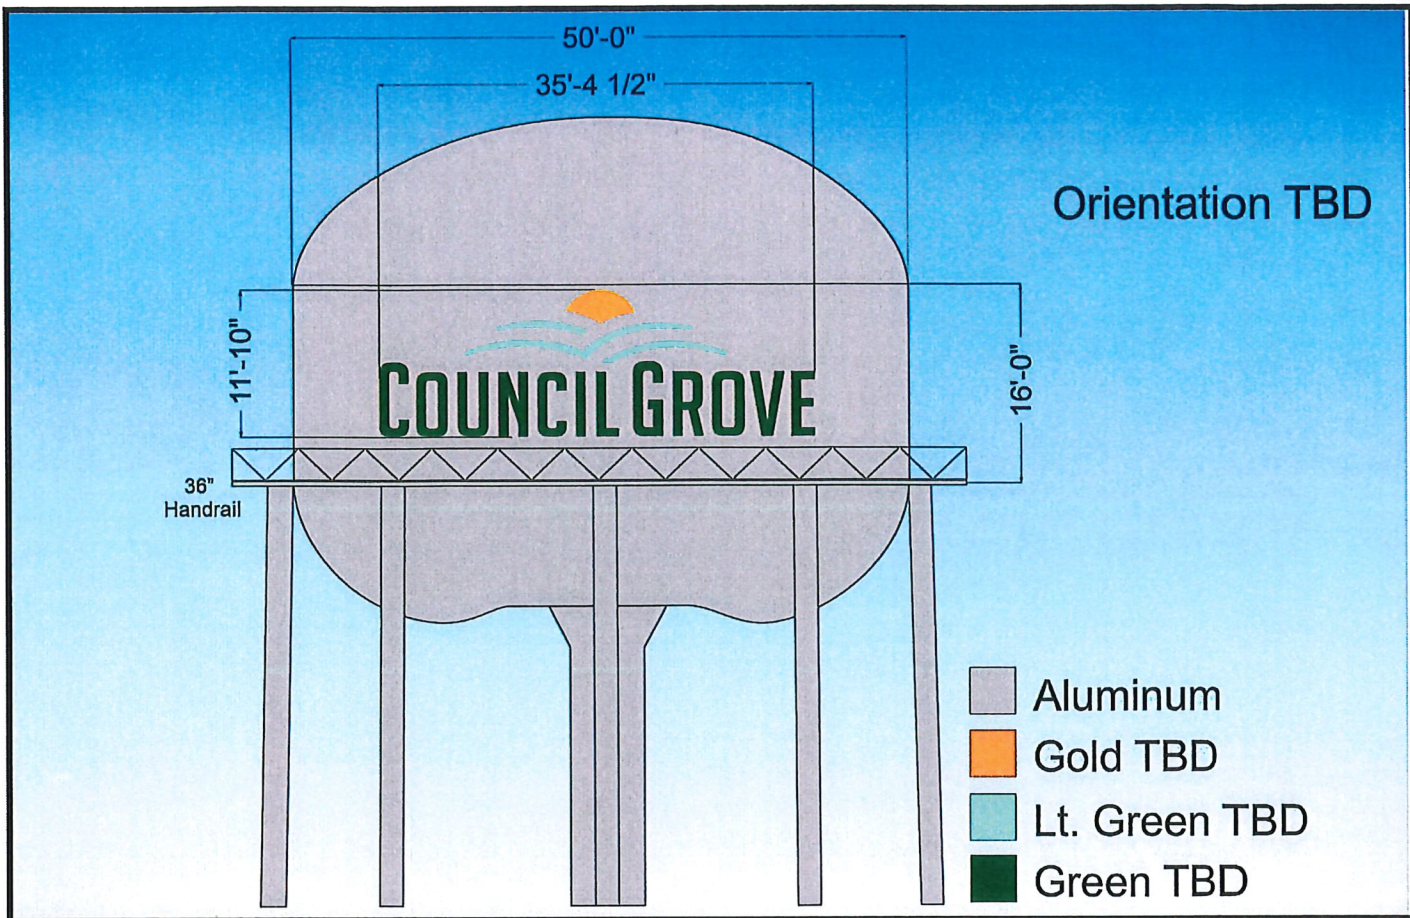 50'-0"
35'-4 1/2"
Orientation TBD
11'-10"
16'-0"
COUNCIL GROVE
36"
Handrail
Aluminum
Gold TBD
Lt. Green TBD
Green TBD